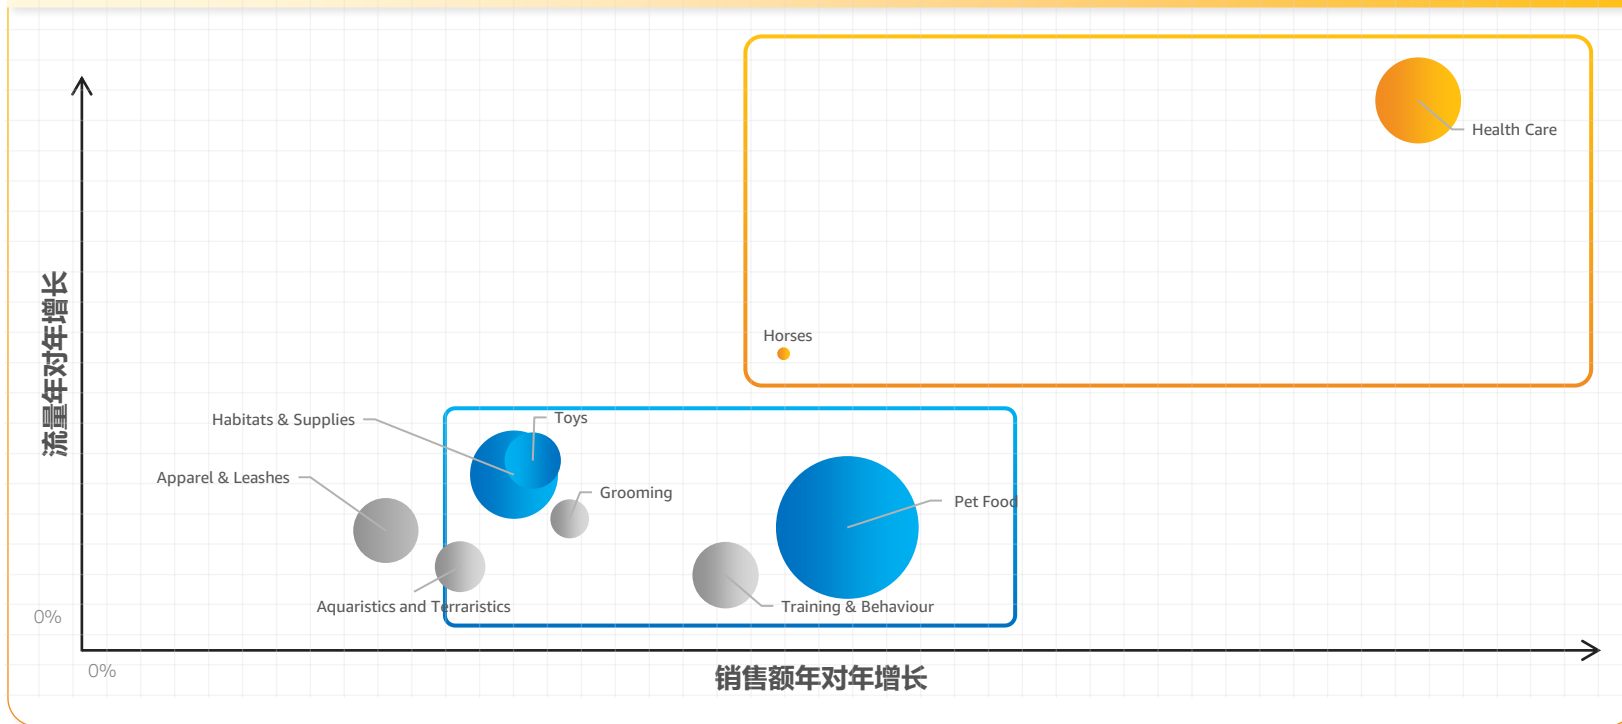 Health Care
Horses
流量年对年增长
Habitats & Supplies
Toys
Apparel & Leashes
Grooming
Pet Food
Aquaristics and Terraristics
Training & Behaviour
0%
0%
销售额年对年增长